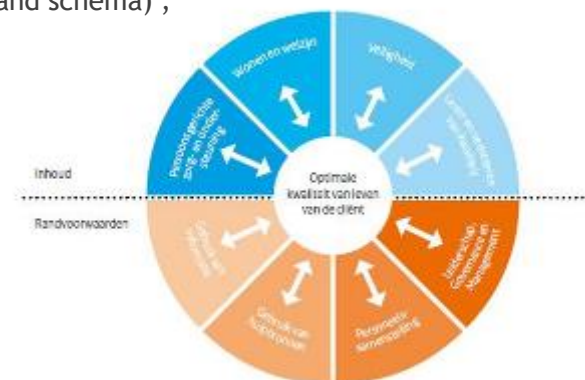 and schema) ,
Wonen en welzijn
Veiligheid
Persoonsgerichte
zorg- en onder-
steuning
Inhoud
Optimale
kwaliteit van leven
van de cliënt
Randvoorwaarden
Leiderschap,
Governance en
Management
Gebruik van
hulpbronnen
Personeels-
samenstelling